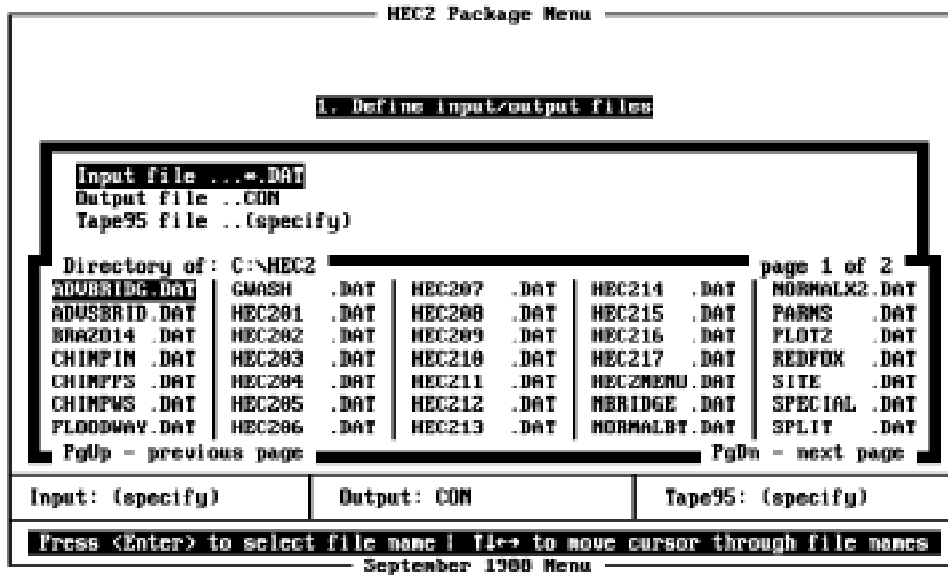 HEC2 Package Menu
1. Define input/output files
Input file ...*.DAT
Output file ..CON
Tape95 file ..(specify)
Directory of: C:\HEC2 page 1 of 2
ADVBRIDG.DAT GWASH .DAT HEC207 .DAT HEC214 .DAT NORMALX2.DAT
ADVSBRID.DAT HEC201 .DAT HEC208 .DAT HEC215 .DAT PARMS .DAT
BRAZO14 .DAT HEC202 .DAT HEC209 .DAT HEC216 .DAT PLOT2 .DAT
CHIMPIN .DAT HEC203 .DAT HEC210 .DAT HEC217 .DAT REDFOX .DAT
CHIMPPS .DAT HEC204 .DAT HEC211 .DAT HEC2MENU.DAT SITE .DAT
CHIMPWS .DAT HEC205 .DAT HEC212 .DAT MBRIDGE .DAT SPECIAL .DAT
FLOODWAY.DAT HEC206 .DAT HEC213 .DAT NORMALBT.DAT SPLIT .DAT
PgUp - previous page PgDn - next page
Input: (specify) Output: CON Tape95: (specify)
Press <Enter> to select file name | ↑↓←→ to move cursor through file names
September 1988 Menu